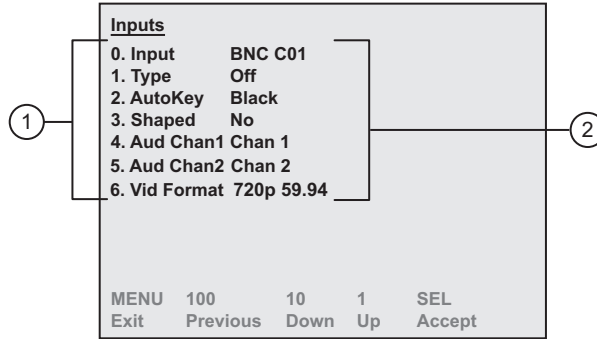 Inputs
0. Input BNC C01
1. Type Off
2. AutoKey Black
3. Shaped No
4. Aud Chan1 Chan 1
5. Aud Chan2 Chan 2
6. Vid Format 720p 59.94
1
2
MENU 100 10 1 SEL
Exit Previous Down Up Accept